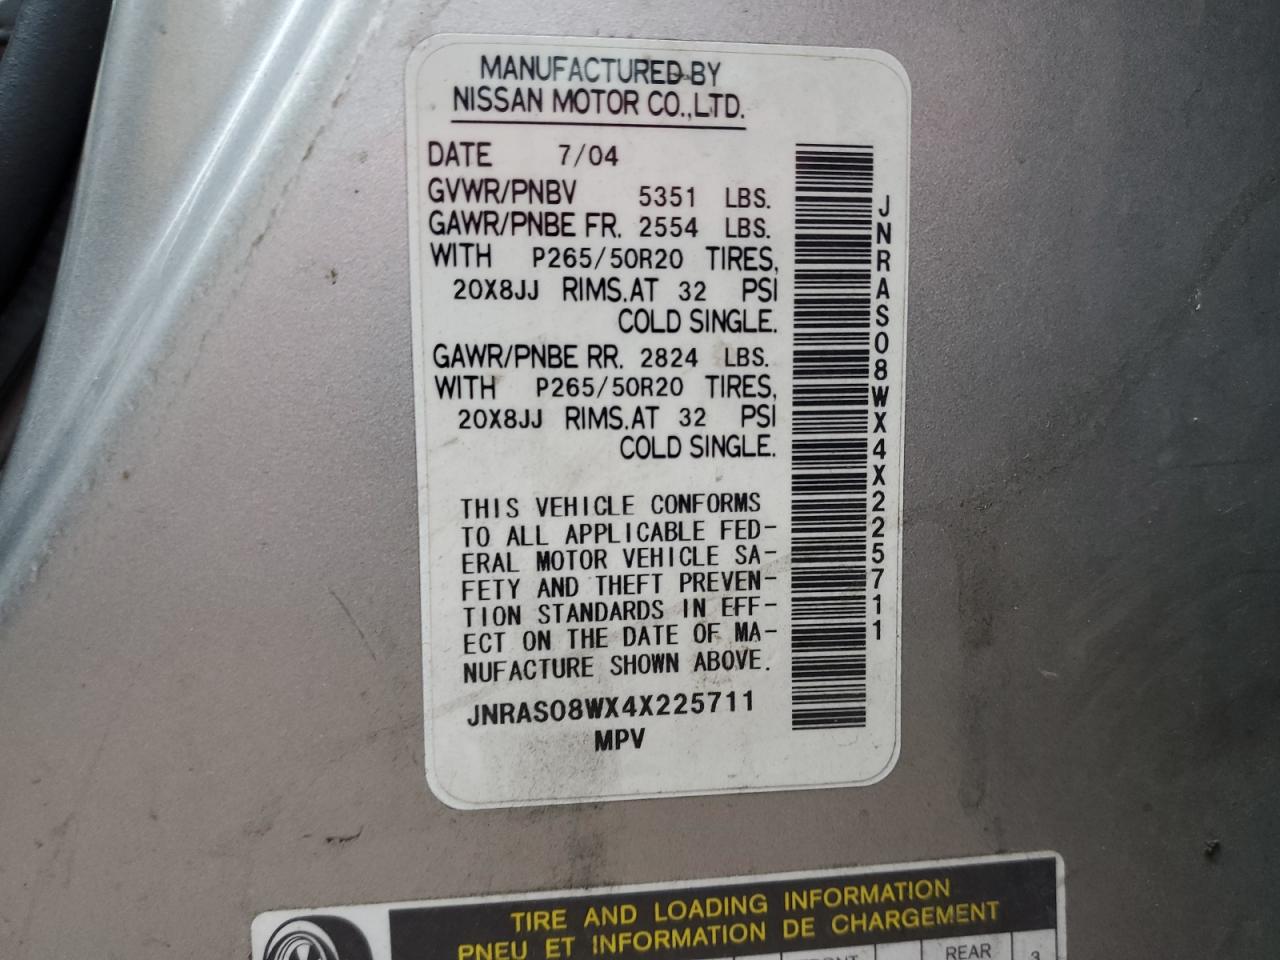 MANUFACTURED BY
NISSAN MOTOR CO.,LTD.
DATE 7/04
GVWR/PNBV 5351 LBS.
GAWR/PNBE FR. 2554 LBS.
WITH P265/50R20 TIRES,
20X8JJ RIMS.AT 32 PSI
COLD SINGLE.
GAWR/PNBE RR. 2824 LBS.
WITH P265/50R20 TIRES,
20X8JJ RIMS.AT 32 PSI
COLD SINGLE.
THIS VEHICLE CONFORMS
TO ALL APPLICABLE FED-
ERAL MOTOR VEHICLE SA-
FETY AND THEFT PREVEN-
TION STANDARDS IN EFF-
ECT ON THE DATE OF MA-
NUFACTURE SHOWN ABOVE.
JNRAS08WX4X225711
MPV
JNRAS08WX4X225711
TIRE AND LOADING INFORMATION
PNEU ET INFORMATION DE CHARGEMENT
REAR